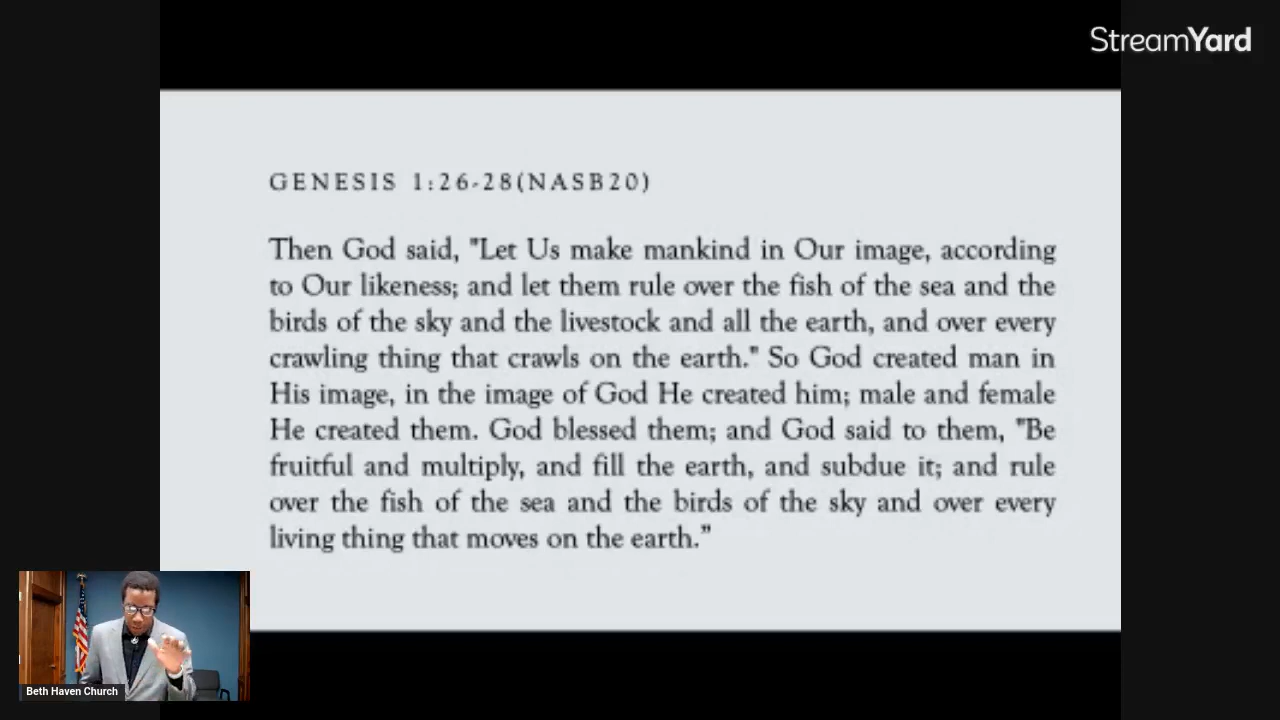 StreamYard
GENESIS 1:26-28(NASB20)
Then God said, "Let Us make mankind in Our image, according
to Our likeness; and let them rule over the fish of the sea and the
birds of the sky and the livestock and all the earth, and over every
crawling thing that crawls on the earth." So God created man in
His image, in the image of God He created him; male and female
He created them. God blessed them; and God said to them, "Be
fruitful and multiply, and fill the earth, and subdue it; and rule
over the fish of the sea and the birds of the sky and over every
living thing that moves on the earth.”
Beth Haven Church